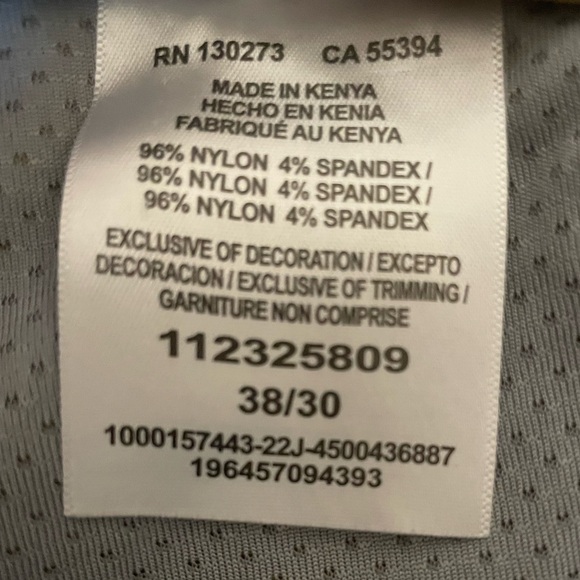 RN 130273 CA 55394
MADE IN KENYA
HECHO EN KENIA
FABRIQUÉ AU KENYA
96% NYLON 4% SPANDEX /
96% NYLON 4% SPANDEX /
96% NYLON 4% SPANDEX
EXCLUSIVE OF DECORATION / EXCEPTO
DECORACION / EXCLUSIVE OF TRIMMING /
GARNITURE NON COMPRISE
112325809
38/30
1000157443-22J-4500436887
196457094393